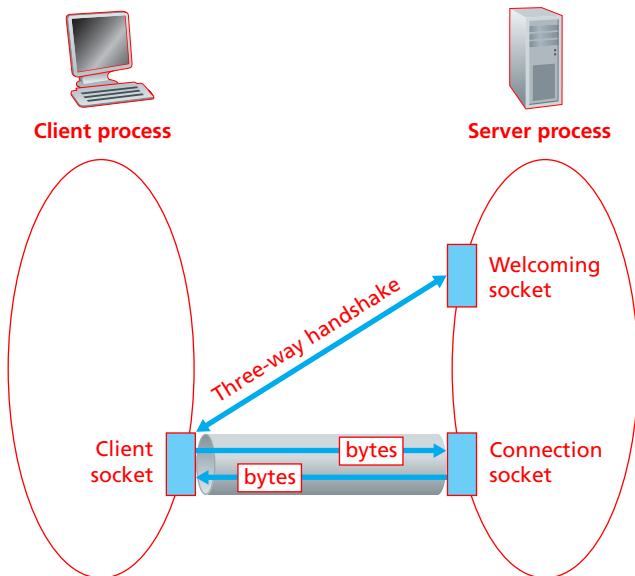 Client process
Server process
Welcoming
socket
Three-way handshake
Client
socket
bytes
bytes
Connection
socket